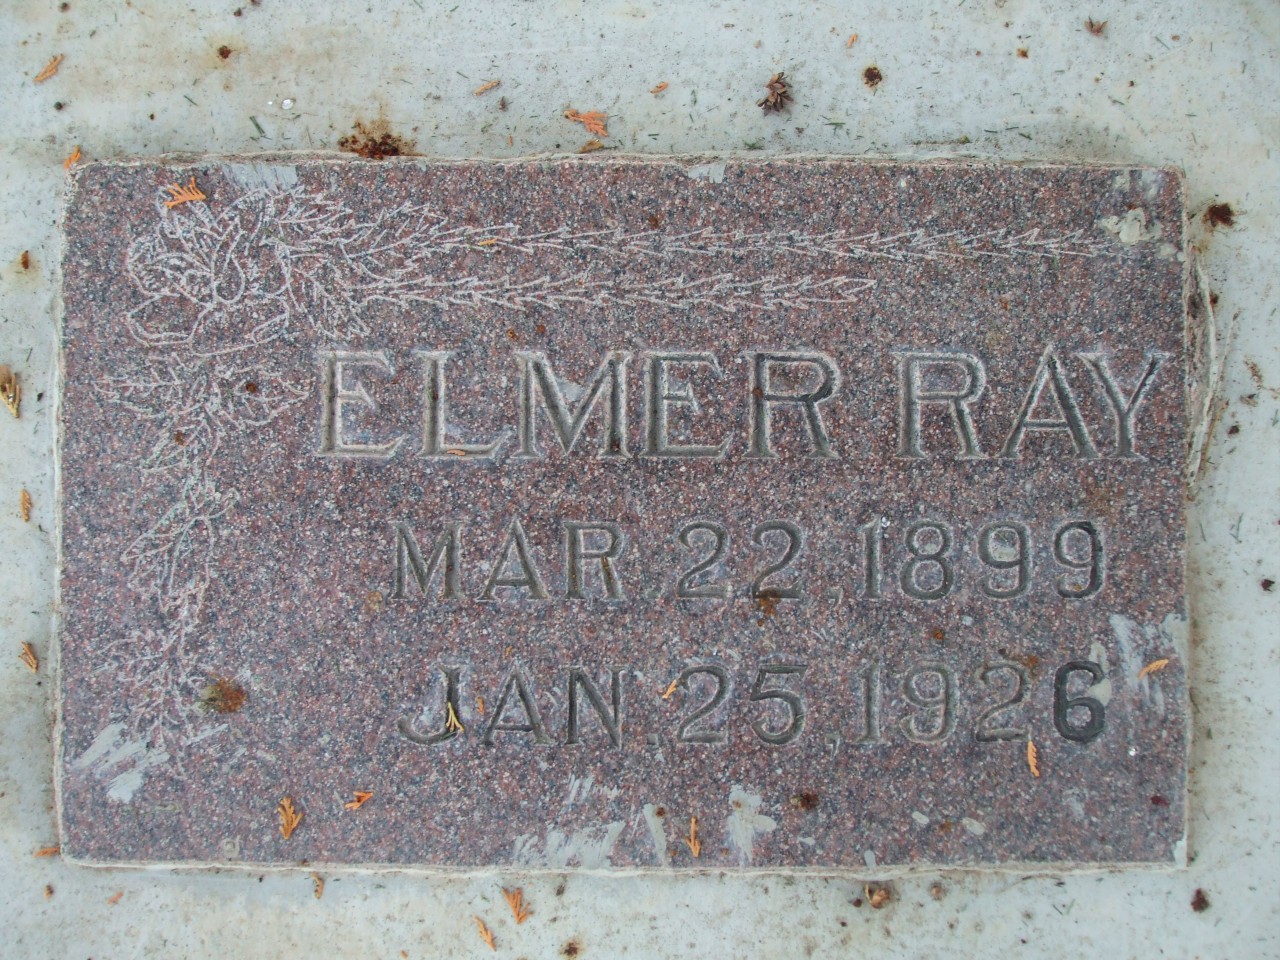 ELMER RAY
MAR. 22, 1899
JAN. 25, 1926